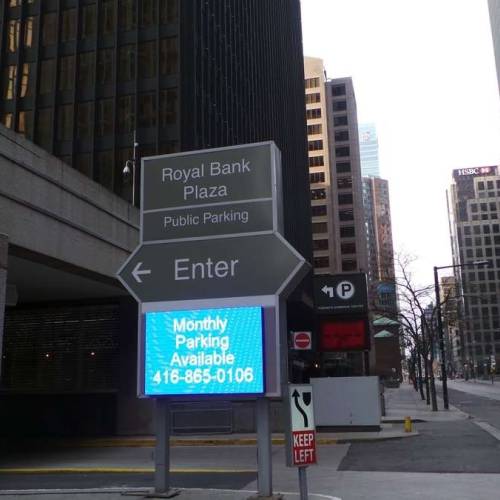 Royal Bank
Plaza
Public Parking
Enter
Monthly
Parking
Available
416-865-0106
P
HSBC
KEEP
LEFT